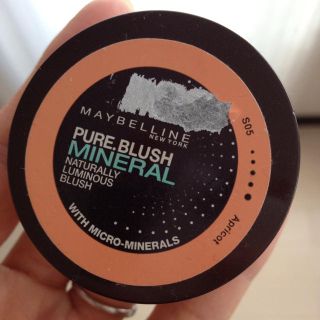 MAYBELLINE
NEW YORK
PURE.BLUSH
MINERAL
NATURALLY
LUMINOUS
BLUSH
WITH MICRO-MINERALS
S05
Apricot